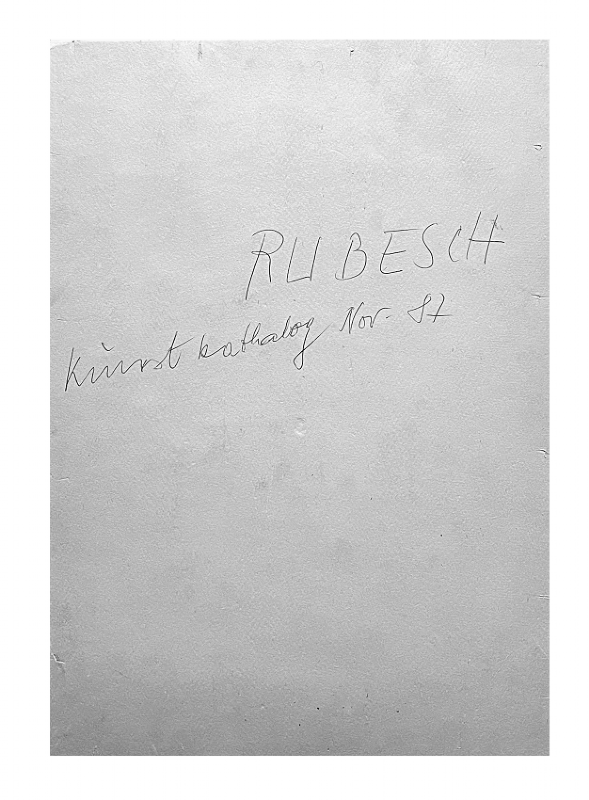 RUBESCH
Kunst kathalog Nov. 87